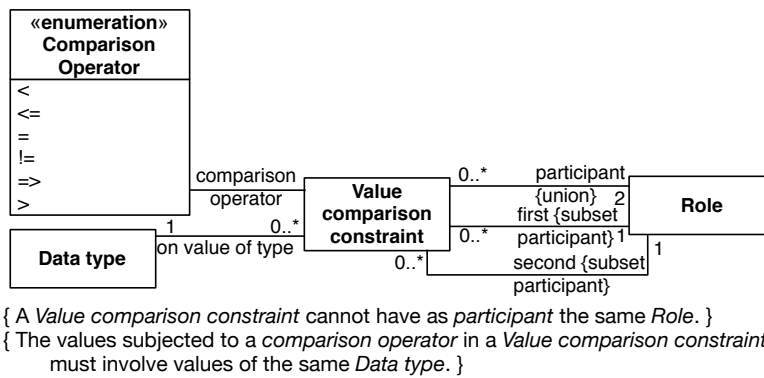 «enumeration»
Comparison
Operator
<
<=
=
!=
=>
>
comparison
operator
Data type
1
0..*
on value of type
Value
comparison
constraint
0..*
participant
{union}
2
first {subset
0..*
participant}
1
0..*
second {subset
participant}
1
Role
{ A Value comparison constraint cannot have as participant the same Role. }
{ The values subjected to a comparison operator in a Value comparison constraint
must involve values of the same Data type. }